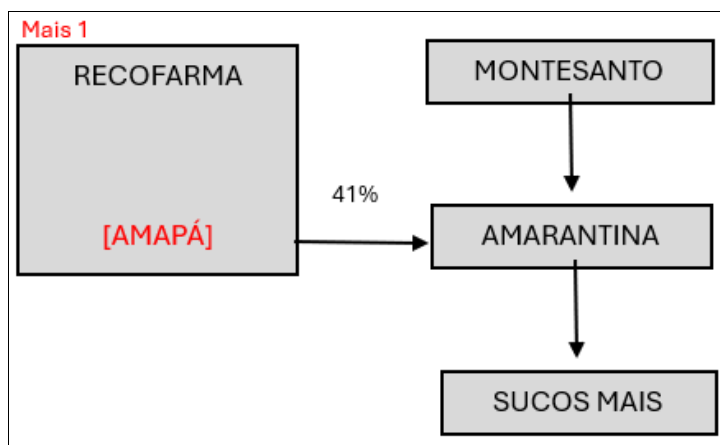 Mais 1
RECOFARMA
MONTESANTO
41%
[AMAPÁ]
AMARANTINA
SUCOS MAIS